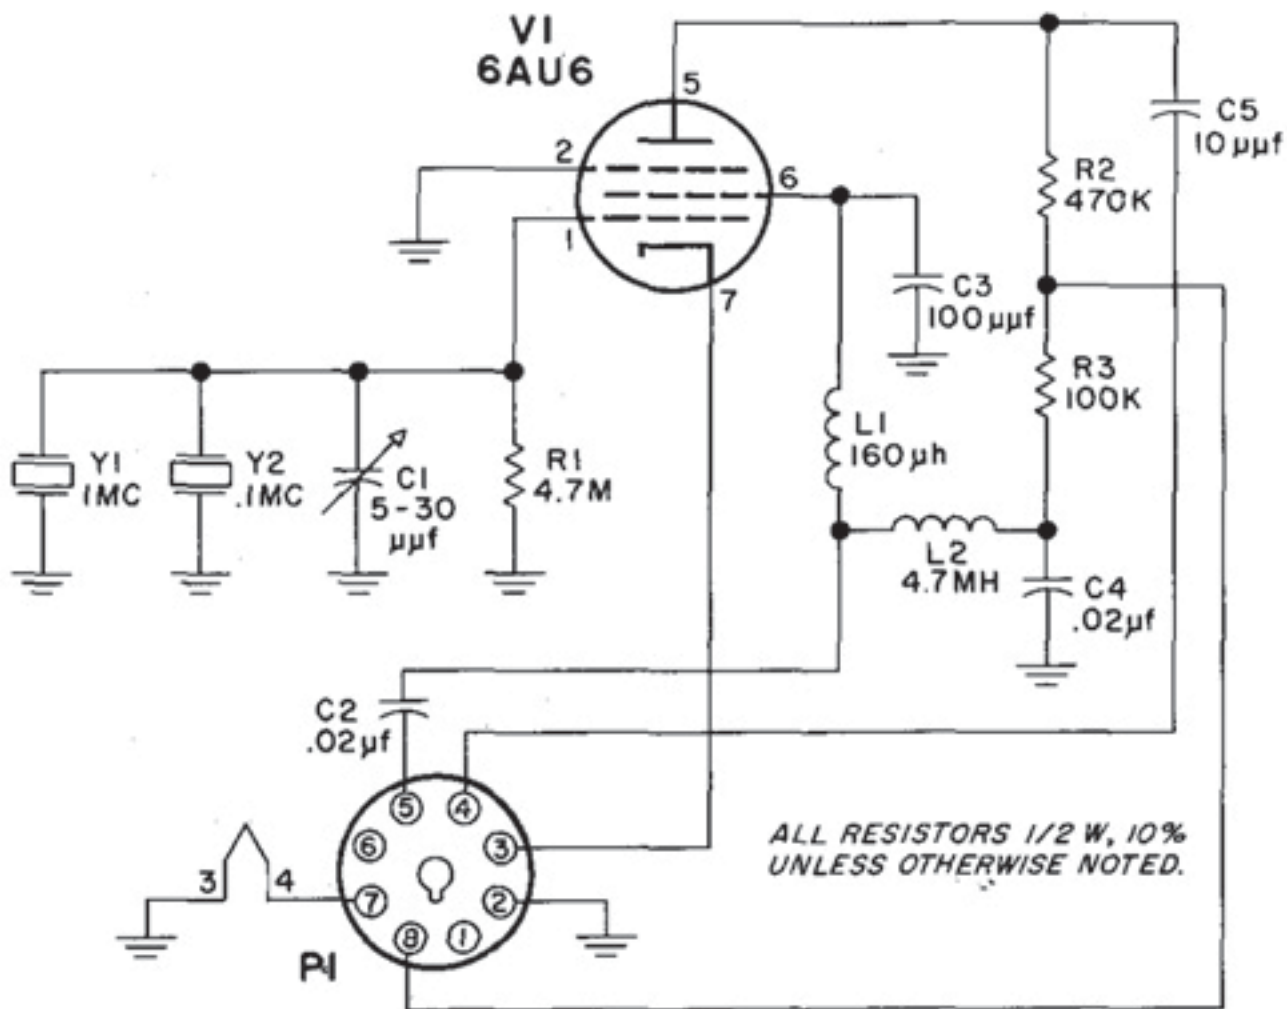 V1
6AU6
5
2
6
1
7
C5
10 µµf
R2
470K
C3
100 µµf
R3
100K
Y1
1MC
Y2
.1MC
C1
5-30
µµf
R1
4.7M
L1
160 µh
L2
4.7MH
C4
.02µf
C2
.02µf
5
4
6
3
7
2
8
1
3
4
P1
ALL RESISTORS 1/2 W, 10%
UNLESS OTHERWISE NOTED.